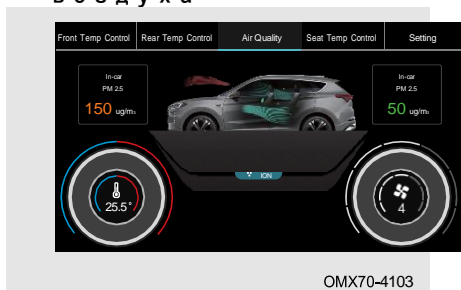 воздуха
Front Temp Control Rear Temp Control Air Quality Seat Temp Control Setting
In-car
PM 2.5
150 ug/m3
In-car
PM 2.5
50 ug/m3
ION
25.5°
4
OMX70-4103